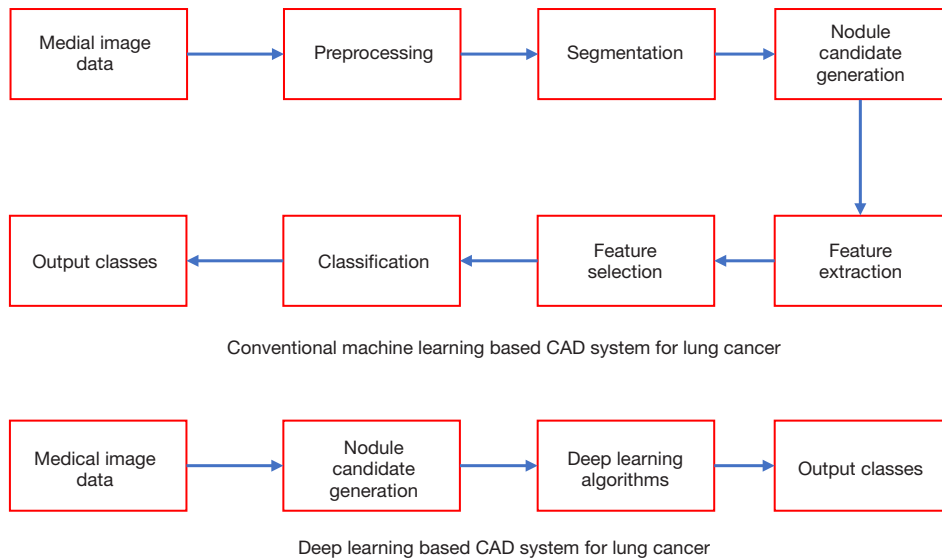 Medial image
data
Preprocessing
Segmentation
Nodule
candidate
generation
Output classes
Classification
Feature
selection
Feature
extraction
Conventional machine learning based CAD system for lung cancer
Medical image
data
Nodule
candidate
generation
Deep learning
algorithms
Output classes
Deep learning based CAD system for lung cancer